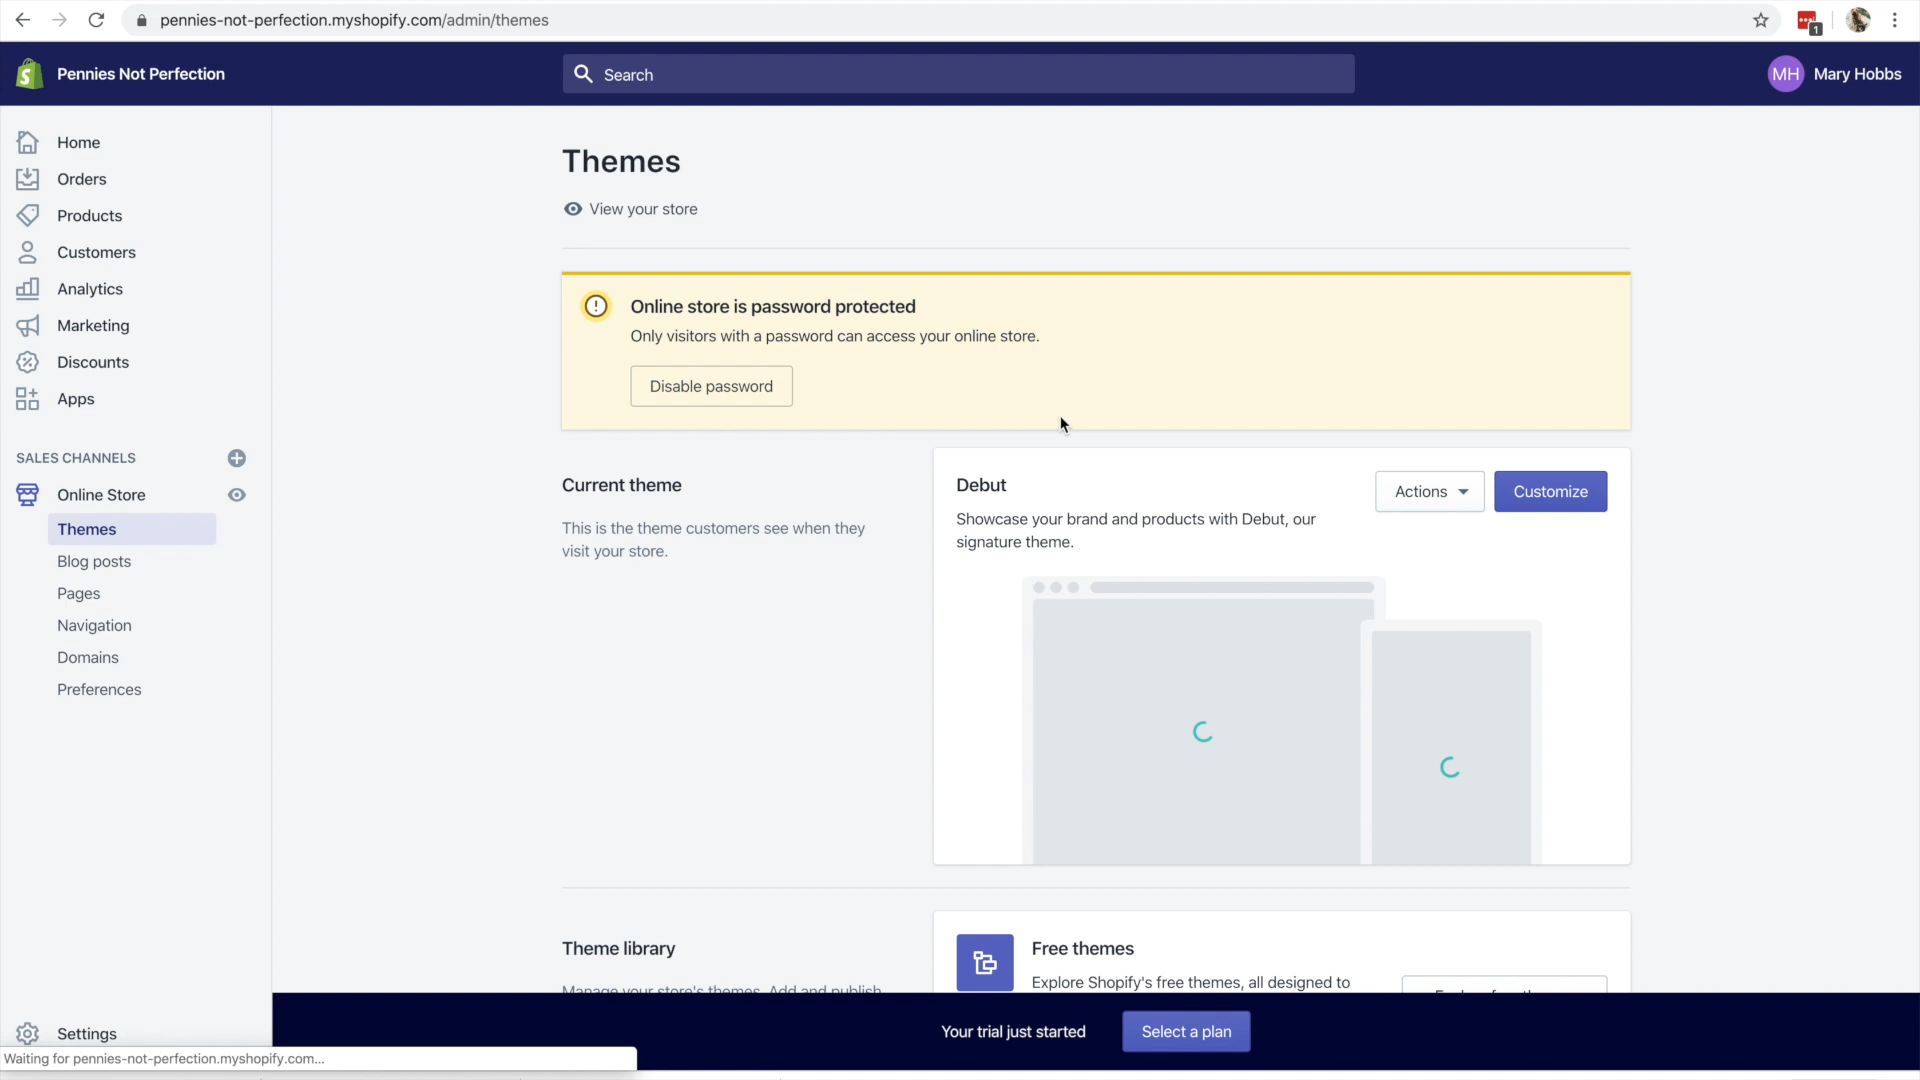 pennies-not-perfection.myshopify.com/admin/themes
1
Pennies Not Perfection
Search
MH Mary Hobbs
Home
Orders
Products
Customers
Analytics
Marketing
Discounts
Apps
SALES CHANNELS
Online Store
Themes
Blog posts
Pages
Navigation
Domains
Preferences
Settings
Themes
View your store
Online store is password protected
Only visitors with a password can access your online store.
Disable password
Current theme
This is the theme customers see when they
visit your store.
Debut
Showcase your brand and products with Debut, our
signature theme.
Actions
Customize
Theme library
Manage your store's themes. Add and publish
Free themes
Explore Shopify's free themes, all designed to
Your trial just started
Select a plan
Waiting for pennies-not-perfection.myshopify.com...